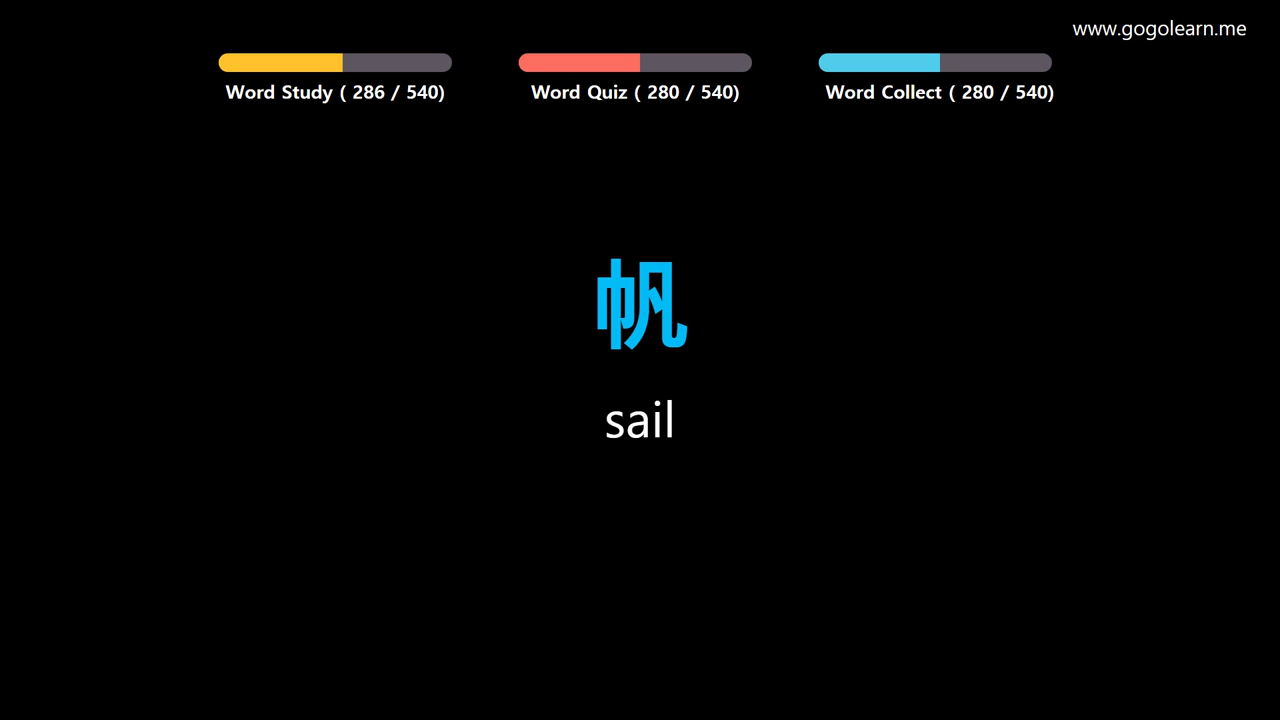 www.gogolearn.me
Word Study ( 286 / 540)
Word Quiz ( 280 / 540)
Word Collect ( 280 / 540)
帆
sail